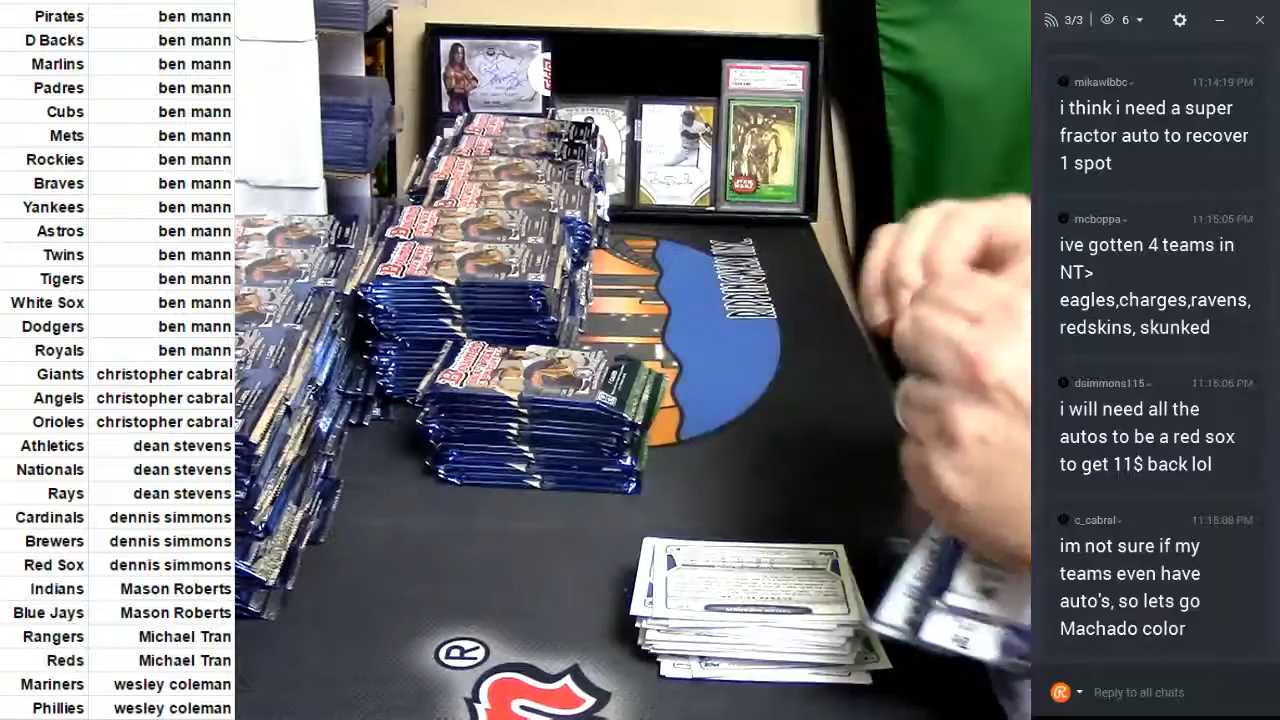 Pirates ben mann
D Backs ben mann
Marlins ben mann
Padres ben mann
Cubs ben mann
Mets ben mann
Rockies ben mann
Braves ben mann
Yankees ben mann
Astros ben mann
Twins ben mann
Tigers ben mann
White Sox ben mann
Dodgers ben mann
Royals ben mann
Giants christopher cabral
Angels christopher cabral
Orioles christopher cabral
Athletics dean stevens
Nationals dean stevens
Rays dean stevens
Cardinals dennis simmons
Brewers dennis simmons
Red Sox dennis simmons
Indians Mason Roberts
Blue Jays Mason Roberts
Rangers Michael Tran
Reds Michael Tran
Mariners wesley coleman
Phillies wesley coleman
STAR
WARS
Bowman
®
3/3 6
mikawlbbc 11:14:19 PM
i think i need a super
fractor auto to recover
1 spot
mcboppa 11:15:05 PM
ive gotten 4 teams in
NT>
eagles,charges,ravens,
redskins, skunked
dsimmons115 11:15:06 PM
i will need all the
autos to be a red sox
to get 11$ back lol
c_cabral 11:15:08 PM
im not sure if my
teams even have
auto's, so lets go
Machado color
Reply to all chats